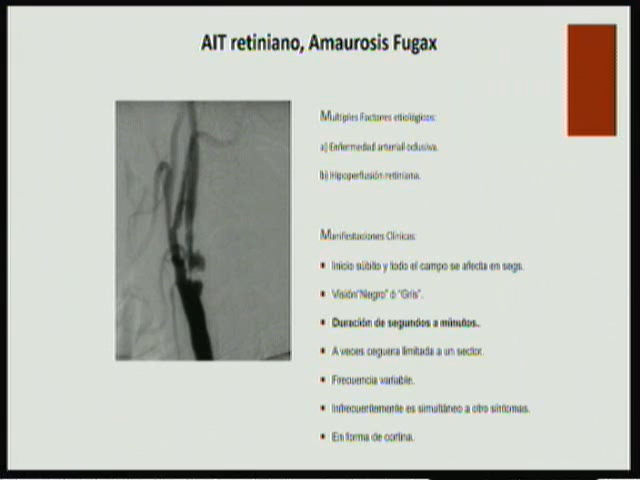 AIT retiniano, Amaurosis Fugax
Multiples Factores etiológicos:
a) Enfermedad arterial oclusiva.
b) Hipoperfusión retiniana.
Manifestaciones Clínicas:
• Inicio súbito y todo el campo se afecta en segs.
• Visión"Negro" ó "Gris".
• Duración de segundos a minutos..
• A veces ceguera limitada a un sector.
• Frecuencia variable.
• Infrecuentemente es simultáneo a otro síntomas.
• En forma de cortina.